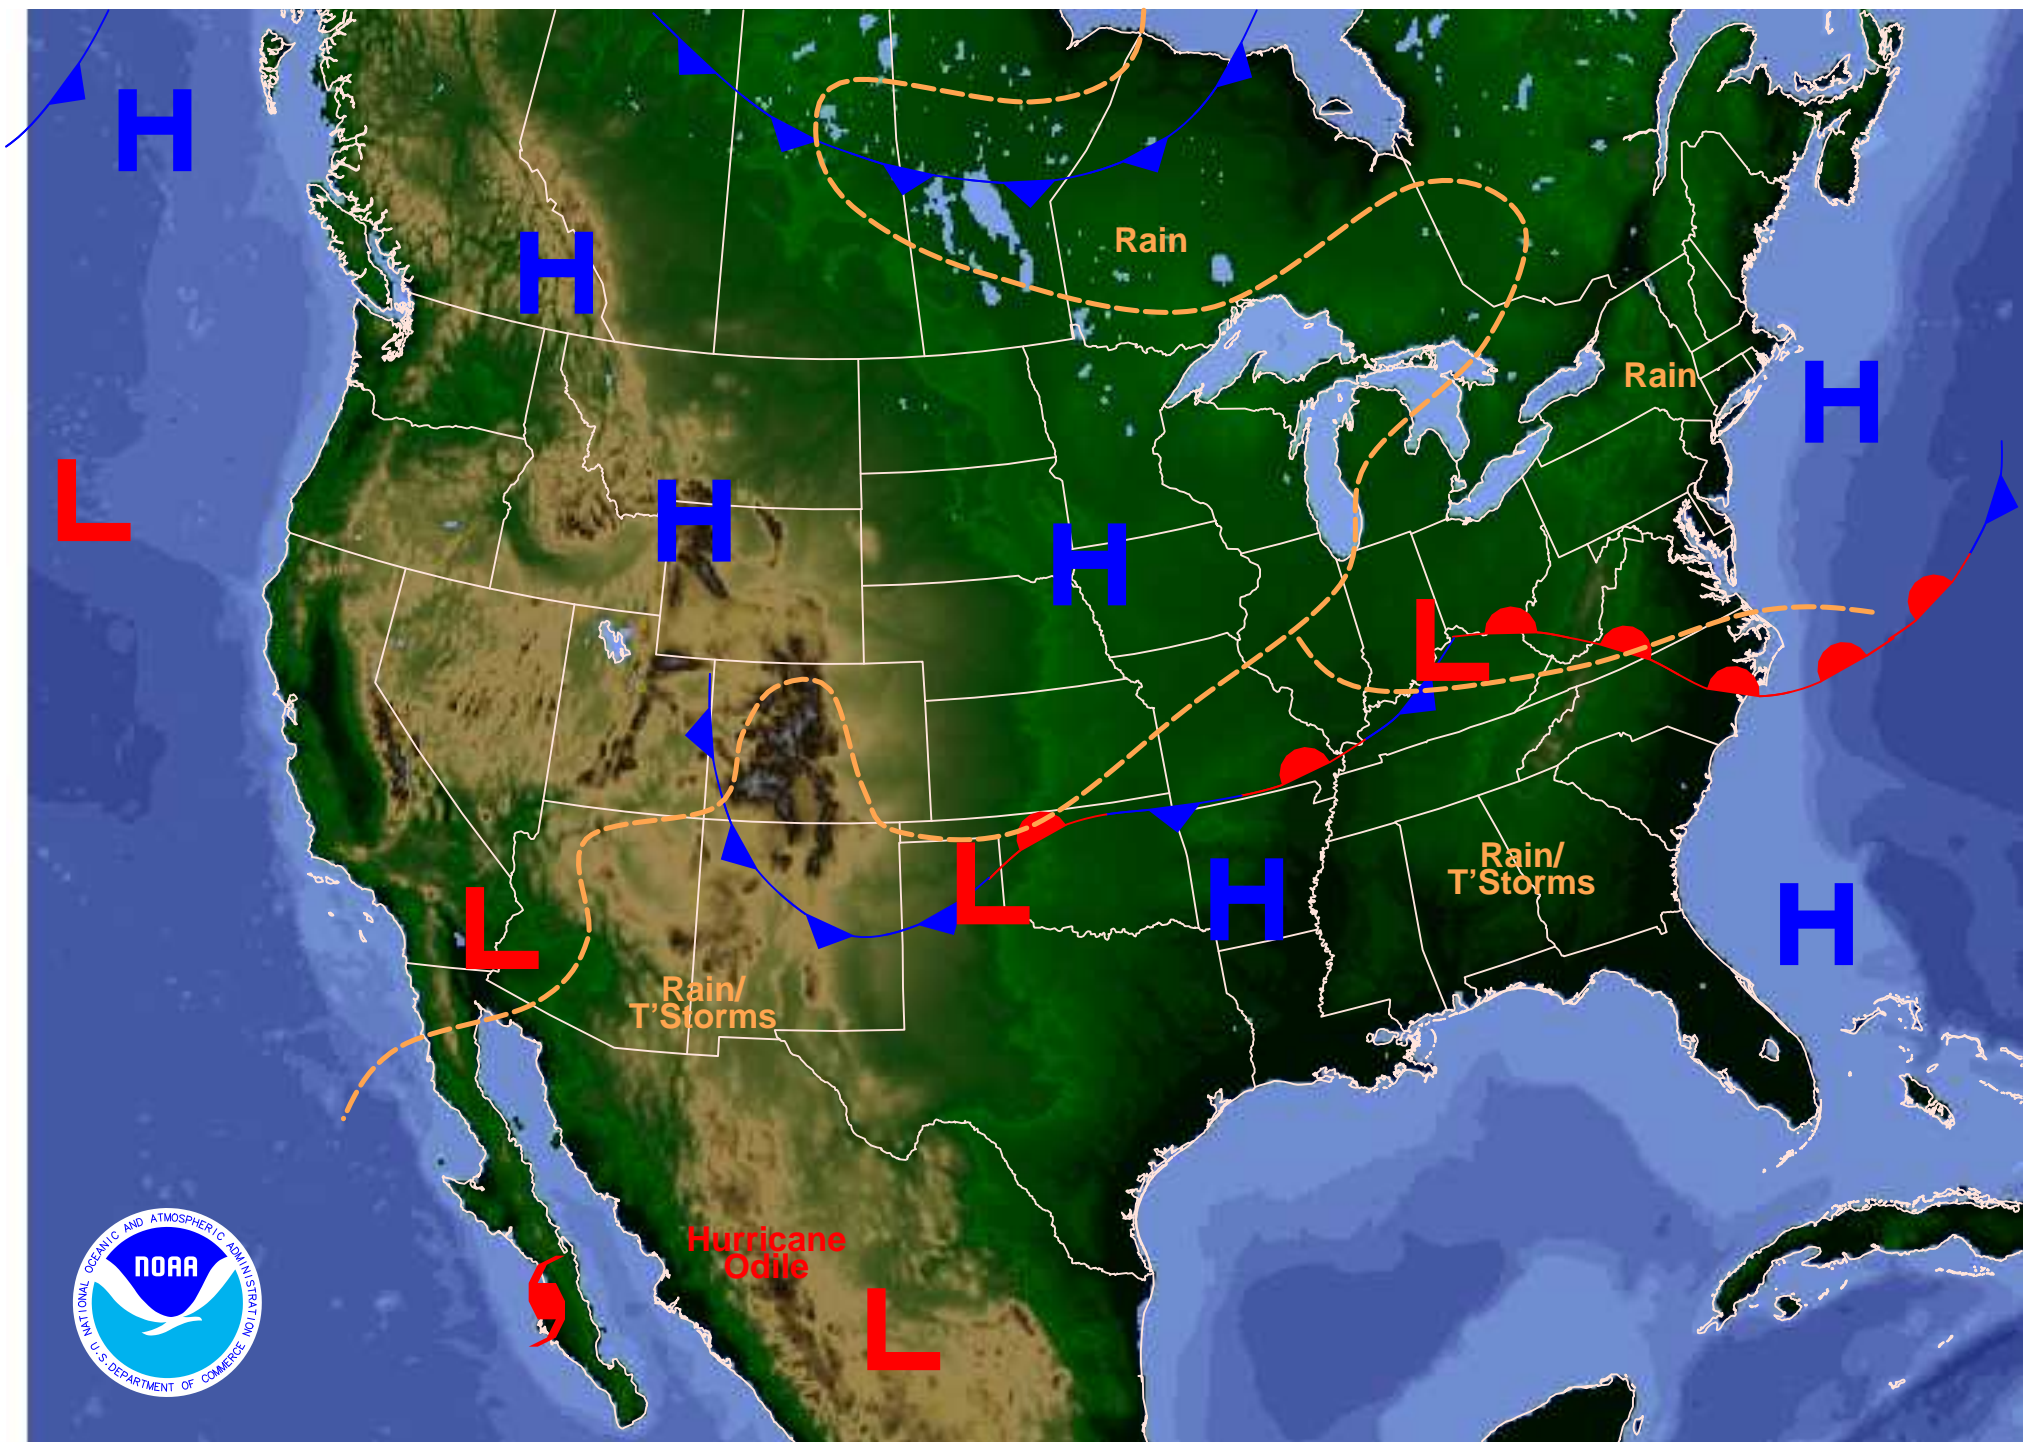 H
H
Rain
H
Rain
L
H
H
L
L
H
Rain/
T’Storms
H
L
Rain/
T’Storms
H
Hurricane
Odile
L
NATIONAL OCEANIC AND ATMOSPHERIC ADMINISTRATION
NOAA
U.S.DEPARTMENT OF COMMERCE